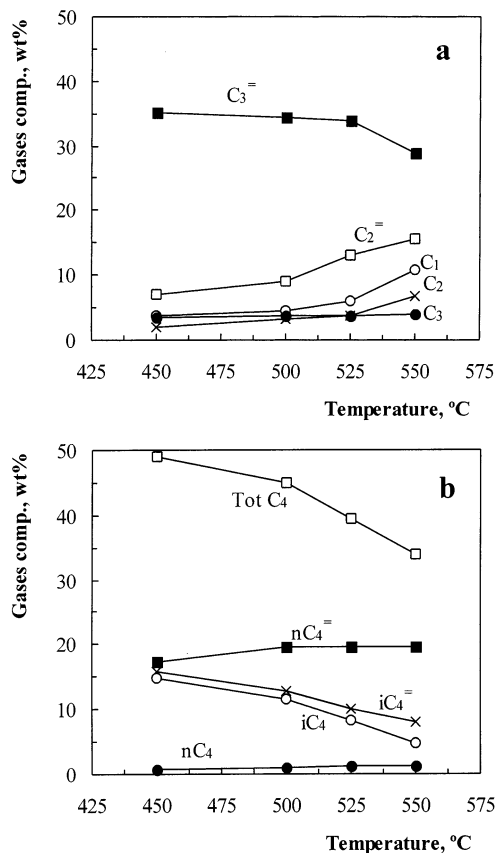 50
a
C₃⁼
40
30
20
C₂⁼
C₁
10
C₂
C₃
0
425 450 475 500 525 550 575
Temperature, ºC
Gases comp., wt%
50
b
Tot C₄
40
30
nC₄⁼
20
iC₄⁼
10
iC₄
nC₄
0
425 450 475 500 525 550 575
Temperature, ºC
Gases comp., wt%